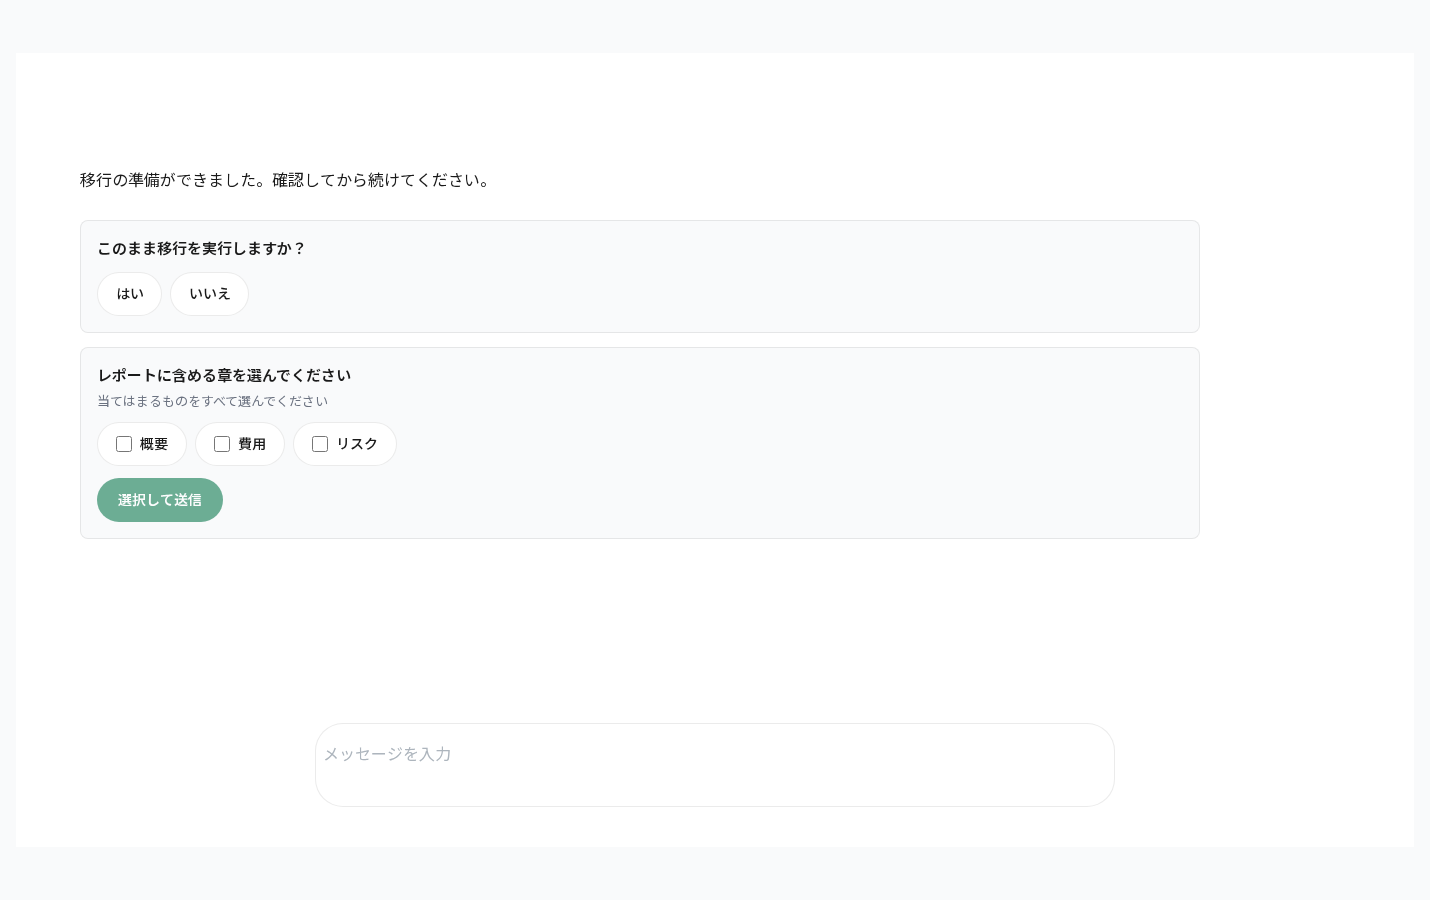 移行の準備ができました。確認してから続けてください。
このまま移行を実行しますか？
はい
いいえ
レポートに含める章を選んでください
当てはまるものをすべて選んでください
概要
費用
リスク
選択して送信
メッセージを入力